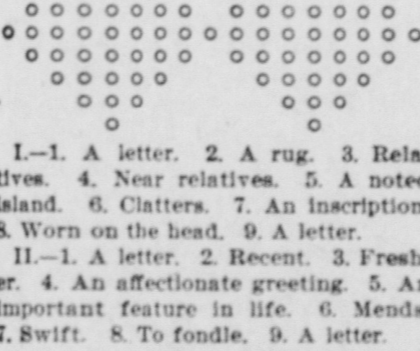 I.—1. A letter. 2. A rug. 3. Rela
tives. 4. Near relatives. 5. A noted
island. 6. Clatters. 7. An inscription
8. Worn on the head. 9. A letter.
II.—1. A letter. 2. Recent. 3. Fresh
er. 4. An affectionate greeting. 5. An
important feature in life. 6. Mends
7. Swift. 8. To fondle. 9. A letter.